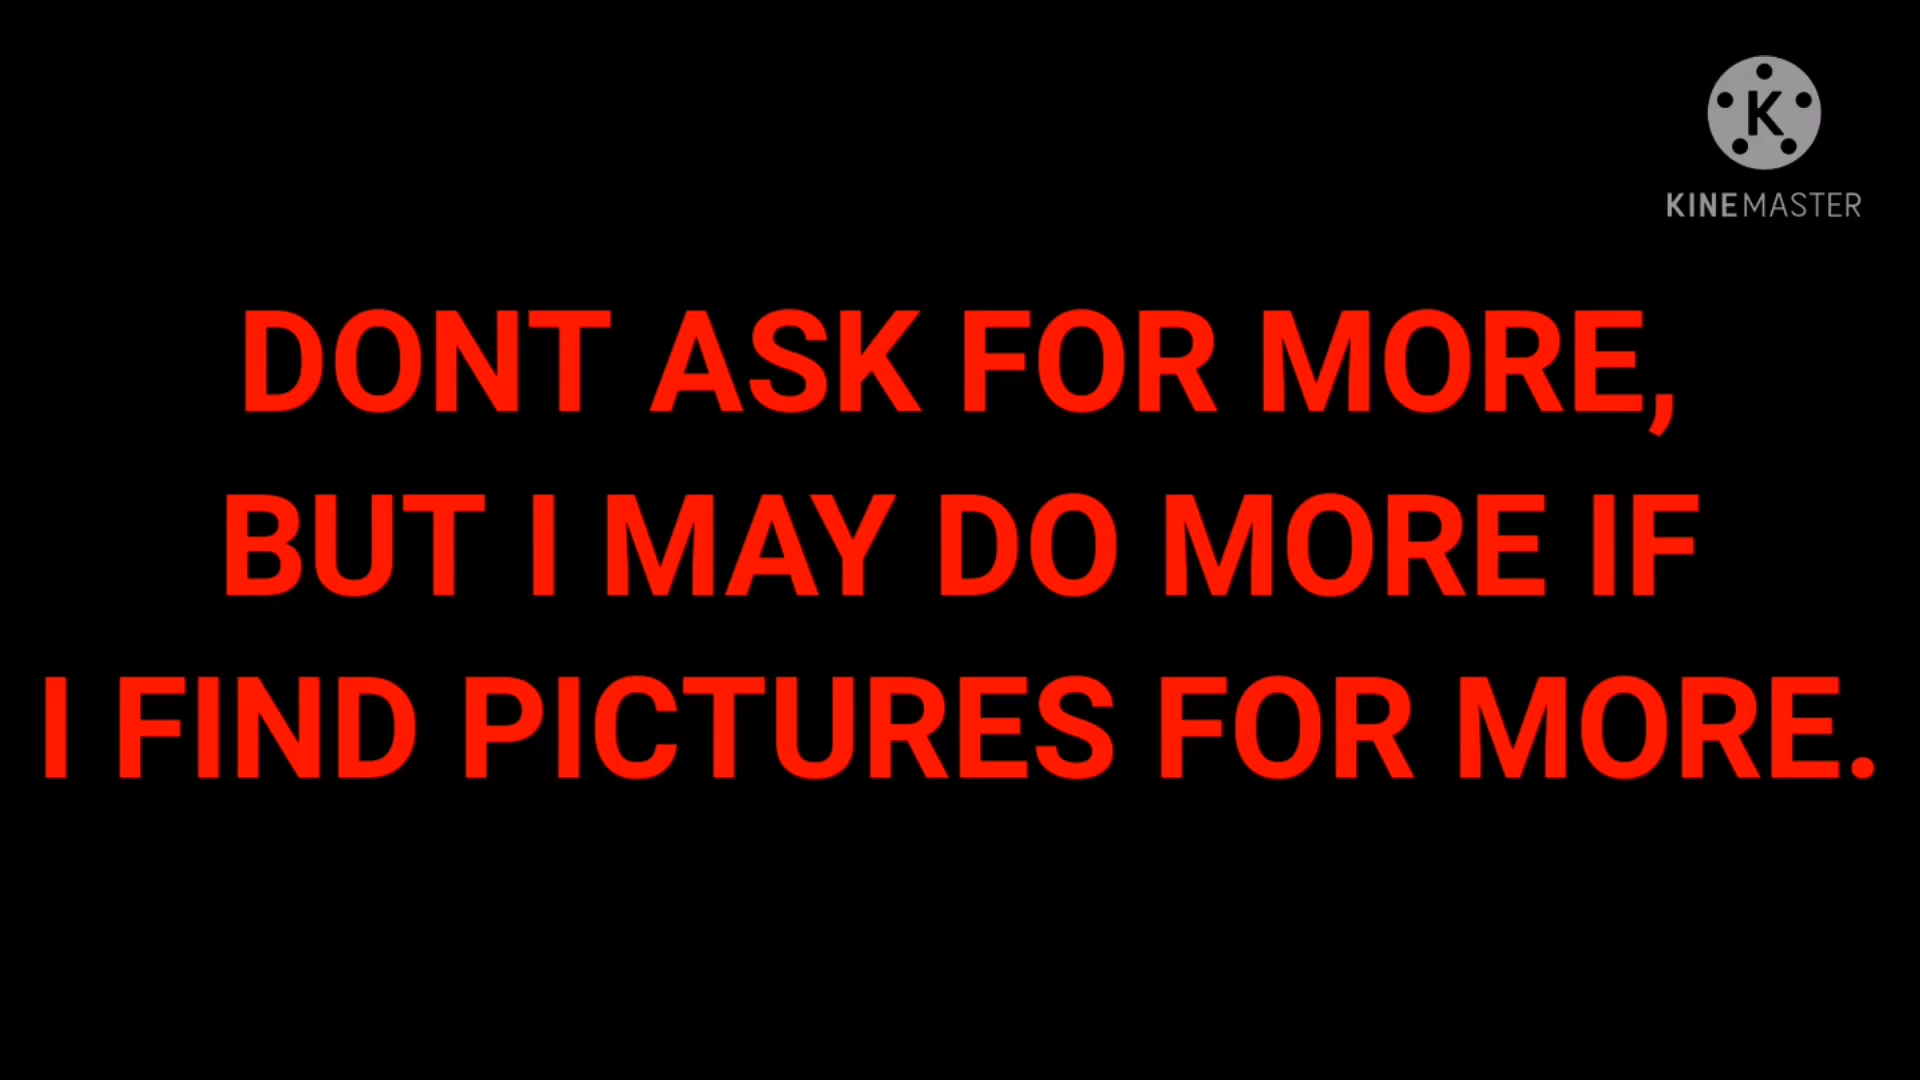 K
KINEMASTER
DONT ASK FOR MORE,
BUT I MAY DO MORE IF
I FIND PICTURES FOR MORE.